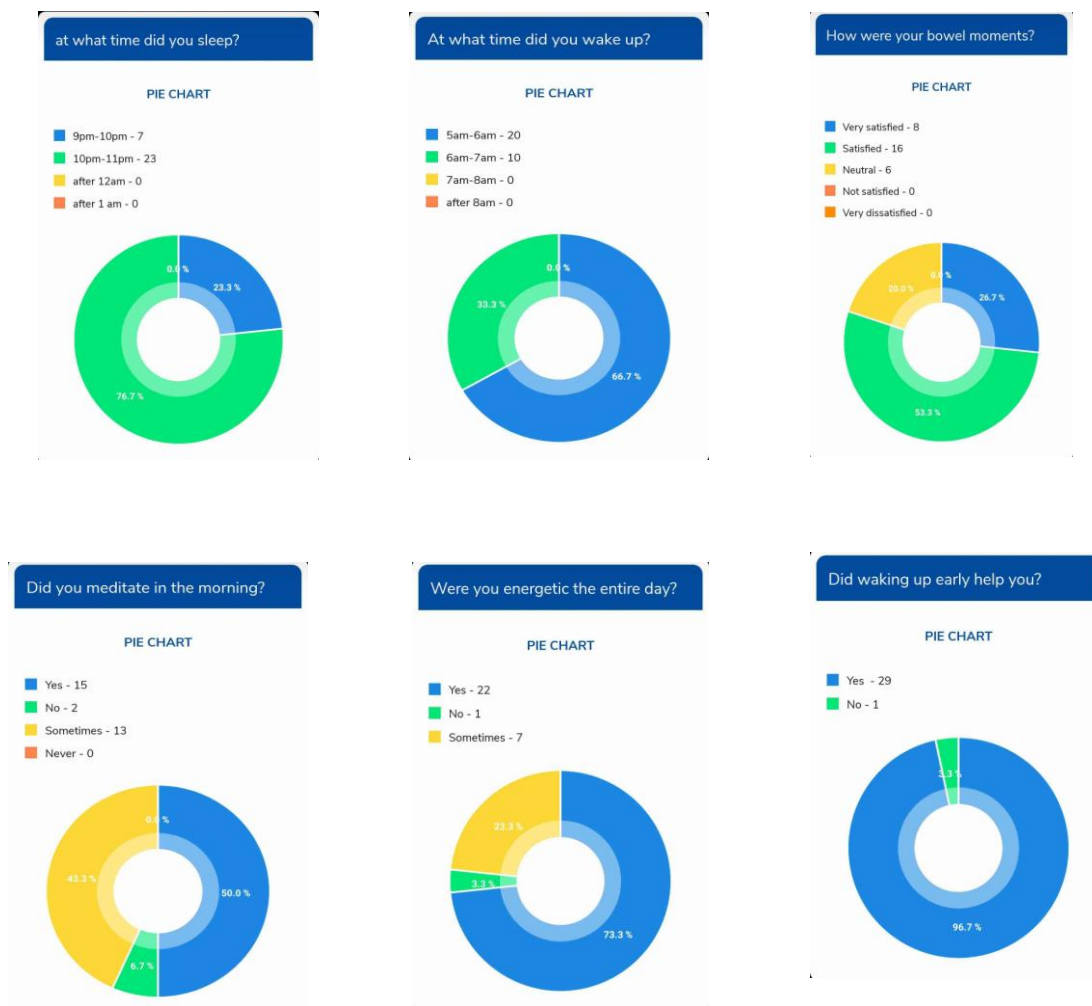 at what time did you sleep?
PIE CHART
9pm-10pm - 7
10pm-11pm - 23
after 12am - 0
after 1 am - 0
0.0 %
23.3 %
76.7 %
At what time did you wake up?
PIE CHART
5am-6am - 20
6am-7am - 10
7am-8am - 0
after 8am - 0
0.0 %
33.3 %
66.7 %
How were your bowel moments?
PIE CHART
Very satisfied - 8
Satisfied - 16
Neutral - 6
Not satisfied - 0
Very dissatisfied - 0
0.0 %
20.0 %
26.7 %
53.3 %
Did you meditate in the morning?
PIE CHART
Yes - 15
No - 2
Sometimes - 13
Never - 0
0.0 %
43.3 %
50.0 %
6.7 %
Were you energetic the entire day?
PIE CHART
Yes - 22
No - 1
Sometimes - 7
23.3 %
3.3 %
73.3 %
Did waking up early help you?
PIE CHART
Yes - 29
No - 1
3.3 %
96.7 %